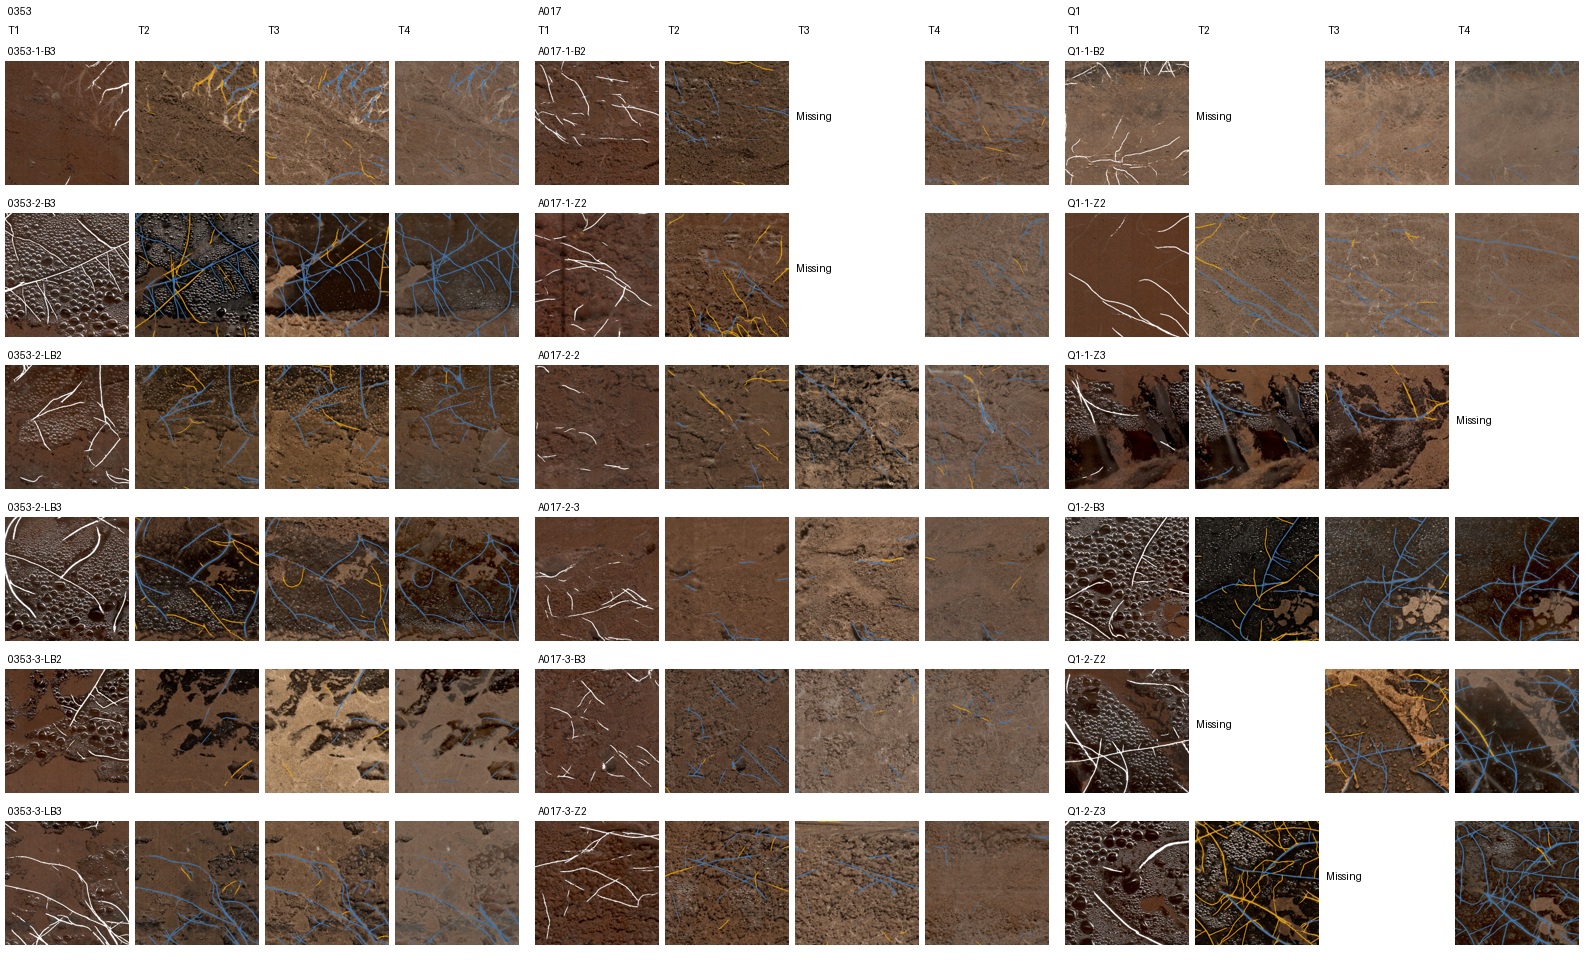 0353
T1 T2 T3 T4
0353-1-B3
0353-2-B3
0353-2-LB2
0353-2-LB3
0353-3-LB2
0353-3-LB3
A017
T1 T2 T3 T4
A017-1-B2
Missing
A017-1-Z2
Missing
A017-2-2
A017-2-3
A017-3-B3
A017-3-Z2
Q1
T1 T2 T3 T4
Q1-1-B2
Missing
Q1-1-Z2
Q1-1-Z3
Missing
Q1-2-B3
Q1-2-Z2
Missing
Q1-2-Z3
Missing